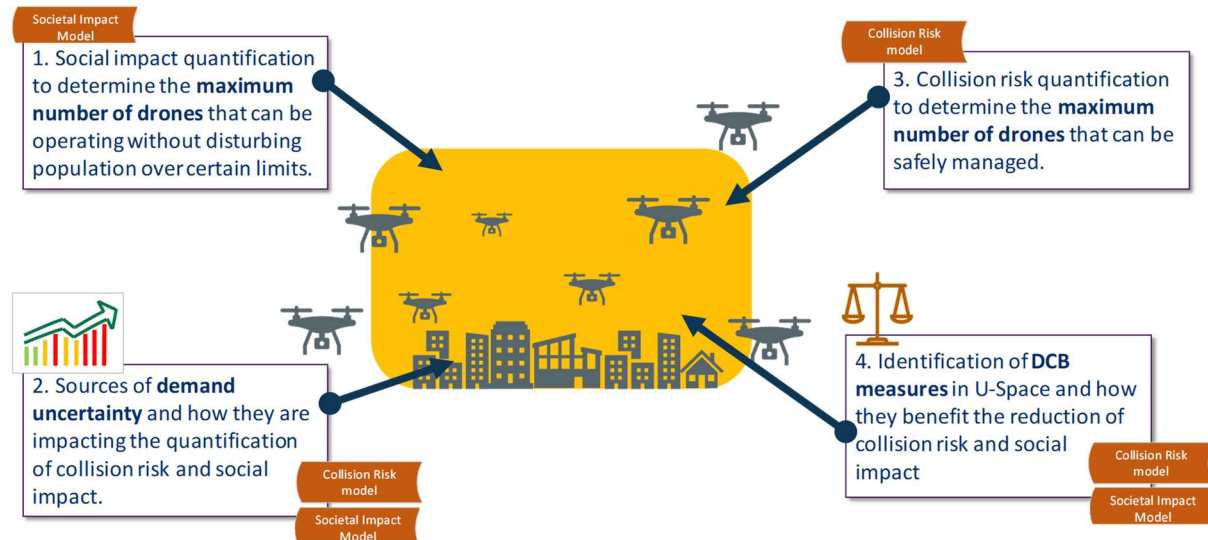 Societal Impact
Model
1. Social impact quantification
to determine the maximum
number of drones that can be
operating without disturbing
population over certain limits.
Collision Risk
model
3. Collision risk quantification
to determine the maximum
number of drones that can be
safely managed.
2. Sources of demand
uncertainty and how they are
impacting the quantification
of collision risk and social
impact.
Collision Risk
model
Societal Impact
Model
4. Identification of DCB
measures in U-Space and how
they benefit the reduction of
collision risk and social
impact
Collision Risk
model
Societal Impact
Model